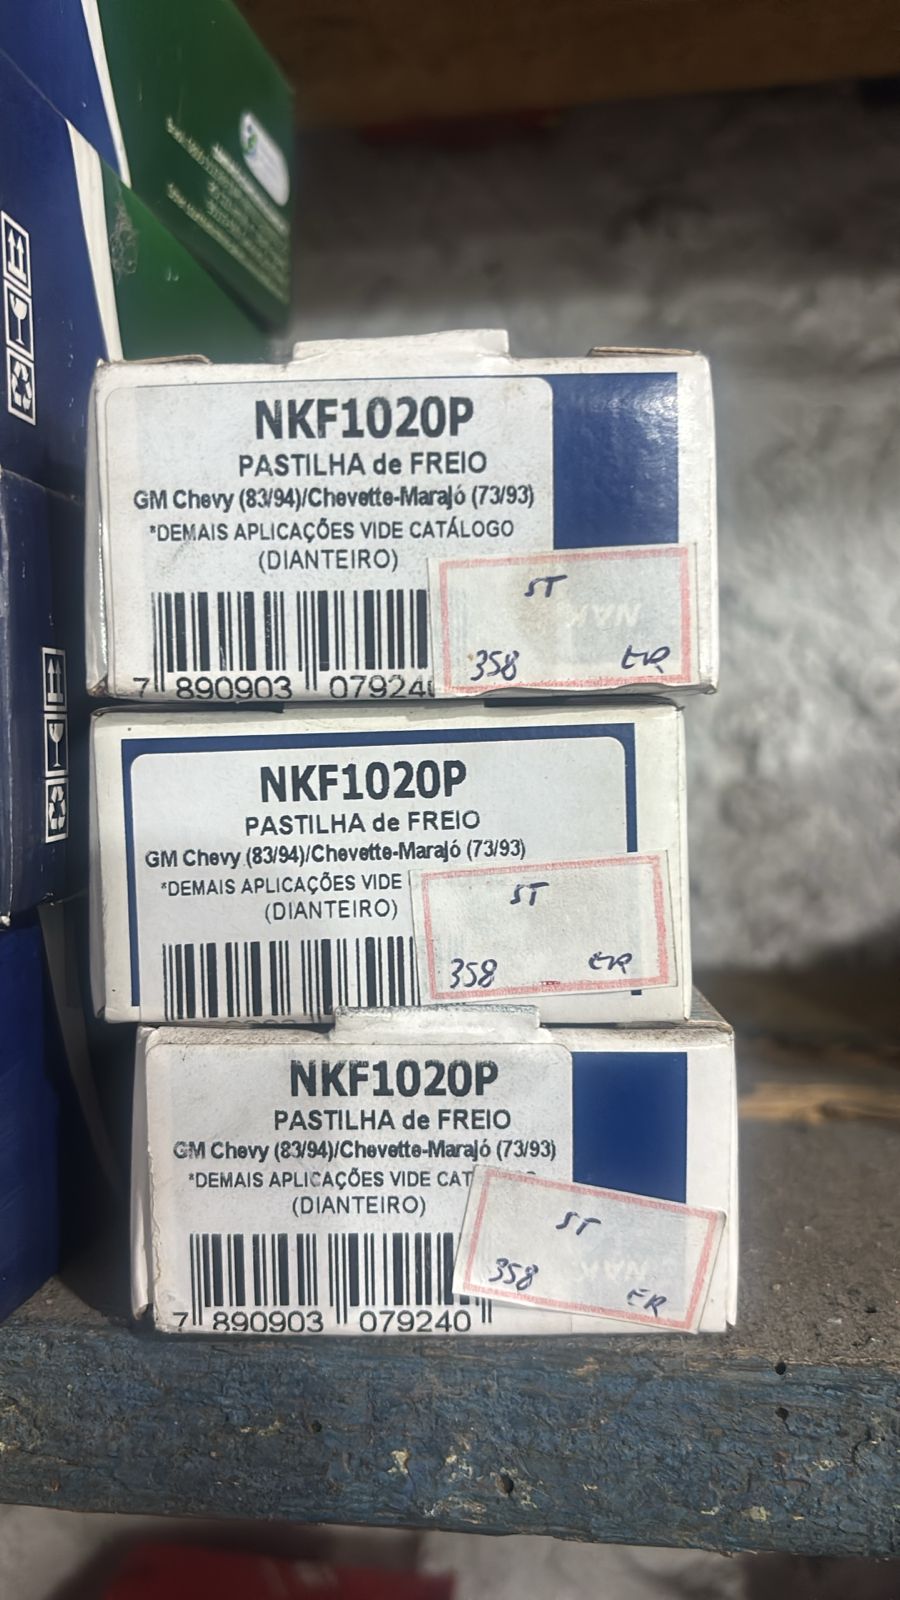 NKF1020P
PASTILHA de FREIO
GM Chevy (83/94)/Chevette-Marajó (73/93)
*DEMAIS APLICAÇÕES VIDE CATÁLOGO
(DIANTEIRO)
ST
NAK
358 ER
7 890903 07924
NKF1020P
PASTILHA de FREIO
GM Chevy (83/94)/Chevette-Marajó (73/93)
*DEMAIS APLICAÇÕES VIDE
(DIANTEIRO)
ST
358 ER
NKF1020P
PASTILHA de FREIO
GM Chevy (83/94)/Chevette-Marajó (73/93)
*DEMAIS APLICAÇÕES VIDE CAT
(DIANTEIRO)
ST
NAK
358 ER
7 890903 079240